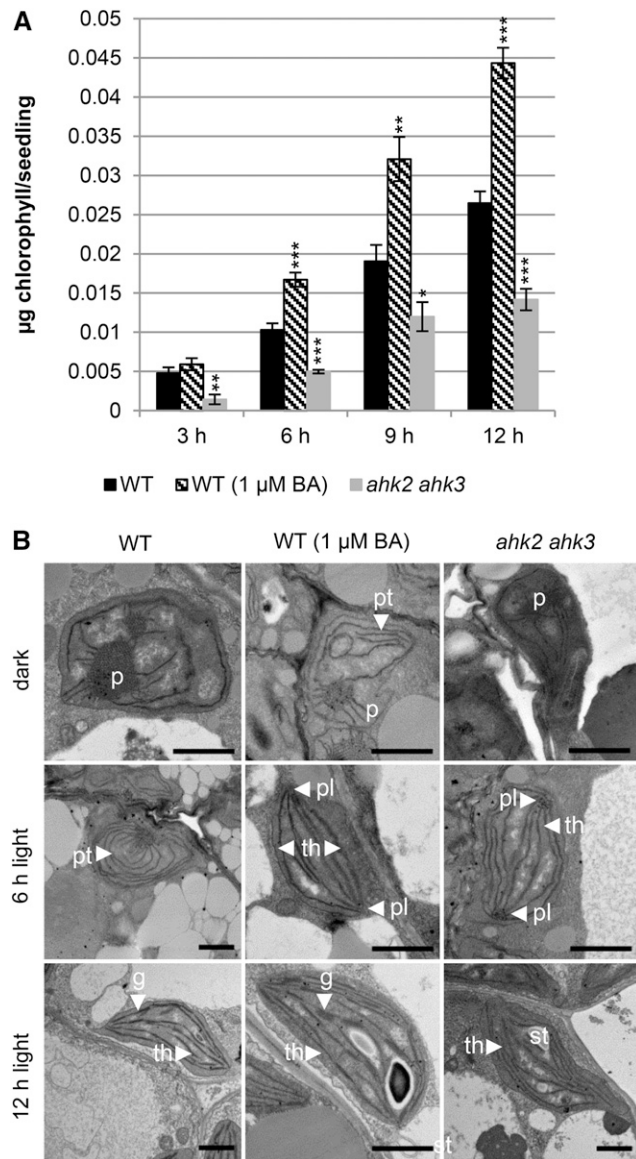 A
µg chlorophyll/seedling
0.05
0.045
0.04
0.035
0.03
0.025
0.02
0.015
0.01
0.005
0
**
***
***
**
*
***
***
3 h
6 h
9 h
12 h
WT
WT (1 µM BA)
ahk2 ahk3
B
WT
WT (1 µM BA)
ahk2 ahk3
dark
p
pt
p
p
6 h light
pt
pl
th
pl
pl
th
pl
12 h light
g
th
g
th
st
th
st